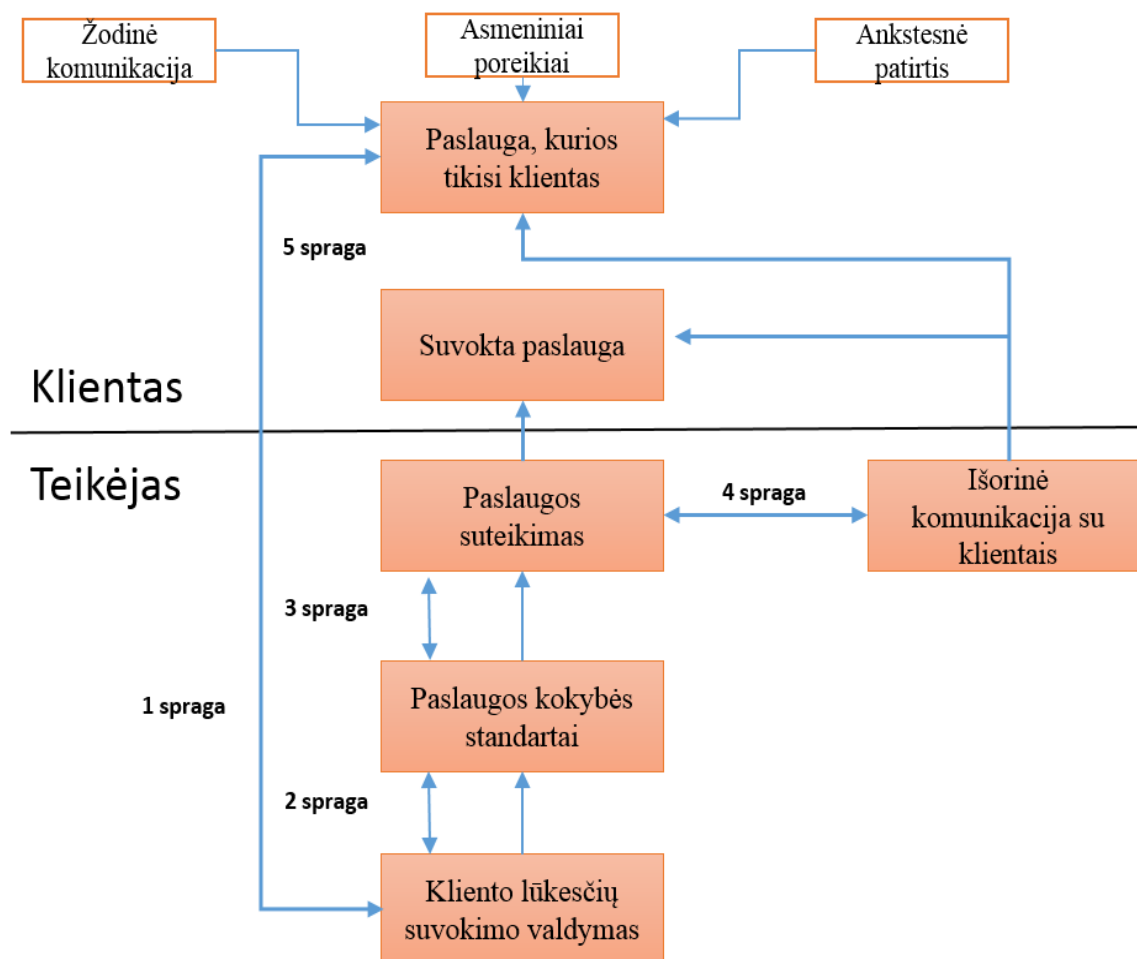 Žodinė
komunikacija
Asmeniniai
poreikiai
Ankstesnė
patirtis
Paslauga, kurios
tikisi klientas
5 spraga
Suvokta paslauga
Klientas
Teikėjas
Paslaugos
suteikimas
4 spraga
Išorinė
komunikacija su
klientais
3 spraga
Paslaugos kokybės
standartai
1 spraga
2 spraga
Kliento lūkesčių
suvokimo valdymas